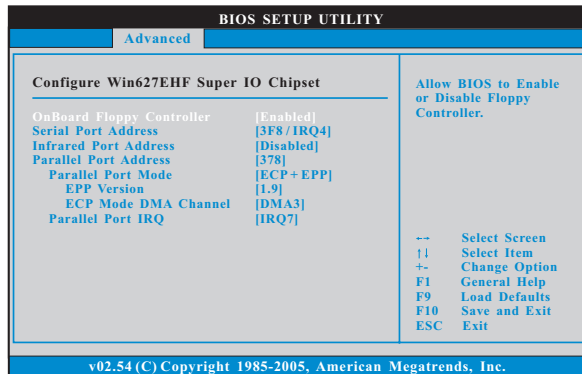 BIOS SETUP UTILITY
Advanced
Configure Win627EHF Super IO Chipset
OnBoard Floppy Controller [Enabled]
Serial Port Address [3F8 / IRQ4]
Infrared Port Address [Disabled]
Parallel Port Address [378]
Parallel Port Mode [ECP + EPP]
EPP Version [1.9]
ECP Mode DMA Channel [DMA3]
Parallel Port IRQ [IRQ7]
Allow BIOS to Enable
or Disable Floppy
Controller.
←→ Select Screen
↑↓ Select Item
+- Change Option
F1 General Help
F9 Load Defaults
F10 Save and Exit
ESC Exit
v02.54 (C) Copyright 1985-2005, American Megatrends, Inc.